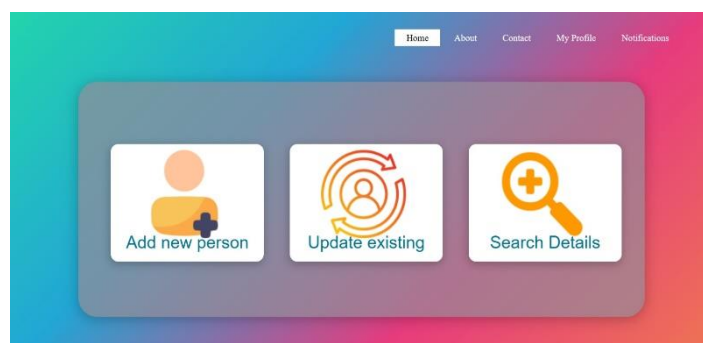 Home About Contact My Profile Notifications
Add new person Update existing Search Details